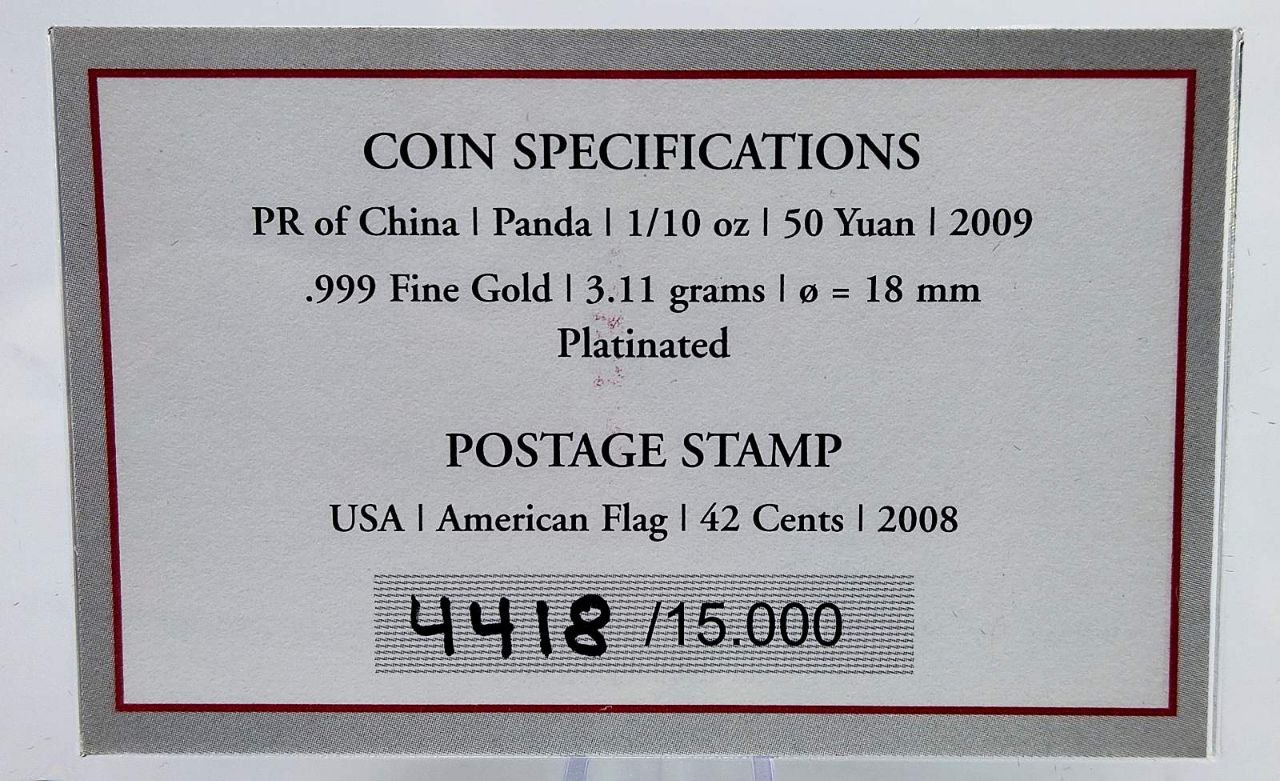 COIN SPECIFICATIONS
PR of China | Panda | 1/10 oz | 50 Yuan | 2009
.999 Fine Gold | 3.11 grams | ø = 18 mm
Platinated
POSTAGE STAMP
USA | American Flag | 42 Cents | 2008
4418 /15.000